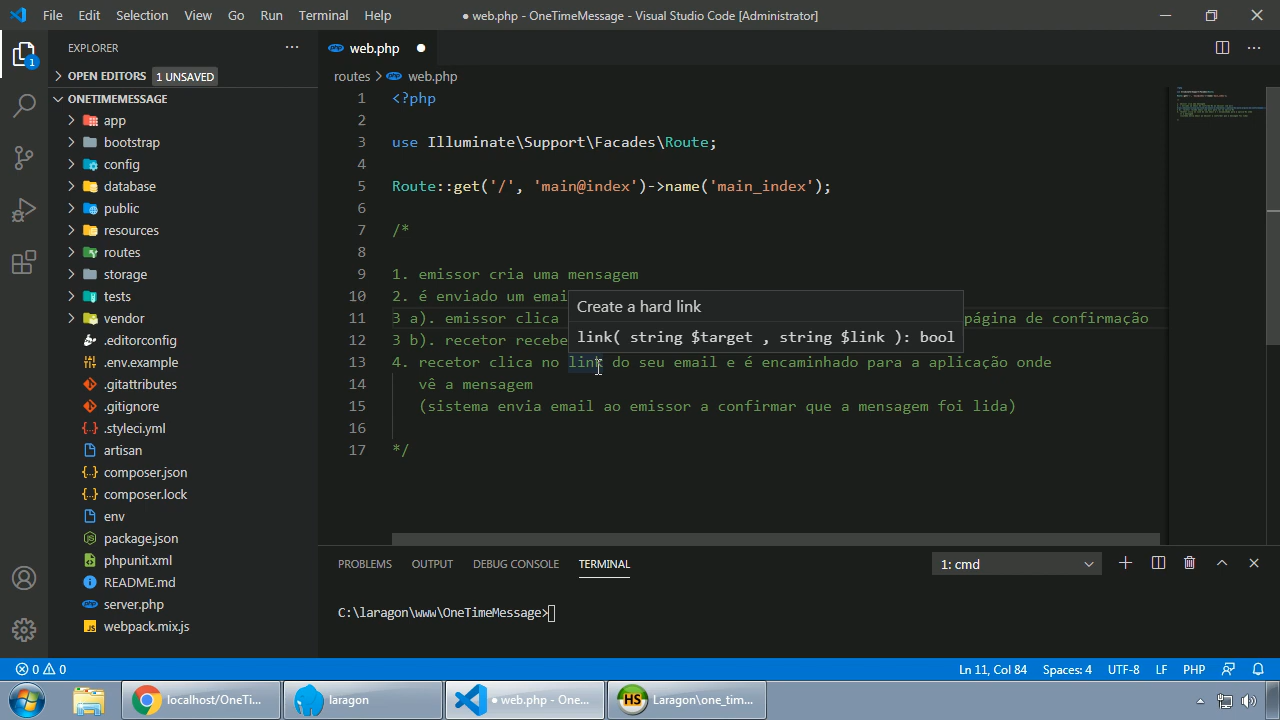 File Edit Selection View Go Run Terminal Help
● web.php - OneTimeMessage - Visual Studio Code [Administrator]
EXPLORER
1
OPEN EDITORS 1 UNSAVED
ONETIMEMESSAGE
app
bootstrap
config
database
public
resources
routes
storage
tests
vendor
.editorconfig
.env.example
.gitattributes
.gitignore
.styleci.yml
artisan
composer.json
composer.lock
env
package.json
phpunit.xml
README.md
server.php
webpack.mix.js
web.php
routes > web.php
1 <?php
2
3 use Illuminate\Support\Facades\Route;
4
5 Route::get('/', 'main@index')->name('main_index');
6
7 /*
8
9 1. emissor cria uma mensagem
10 2. é enviado um emai
11 3 a). emissor clica página de confirmação
12 3 b). recetor recebe
13 4. recetor clica no link do seu email e é encaminhado para a aplicação onde
14 vê a mensagem
15 (sistema envia email ao emissor a confirmar que a mensagem foi lida)
16
17 */
Create a hard link
link( string $target , string $link ): bool
PROBLEMS OUTPUT DEBUG CONSOLE TERMINAL
1: cmd
C:\laragon\www\OneTimeMessage>
0 0
Ln 11, Col 84 Spaces: 4 UTF-8 LF PHP
localhost/OneTi...
laragon
● web.php - One...
HS Laragon\one_tim...